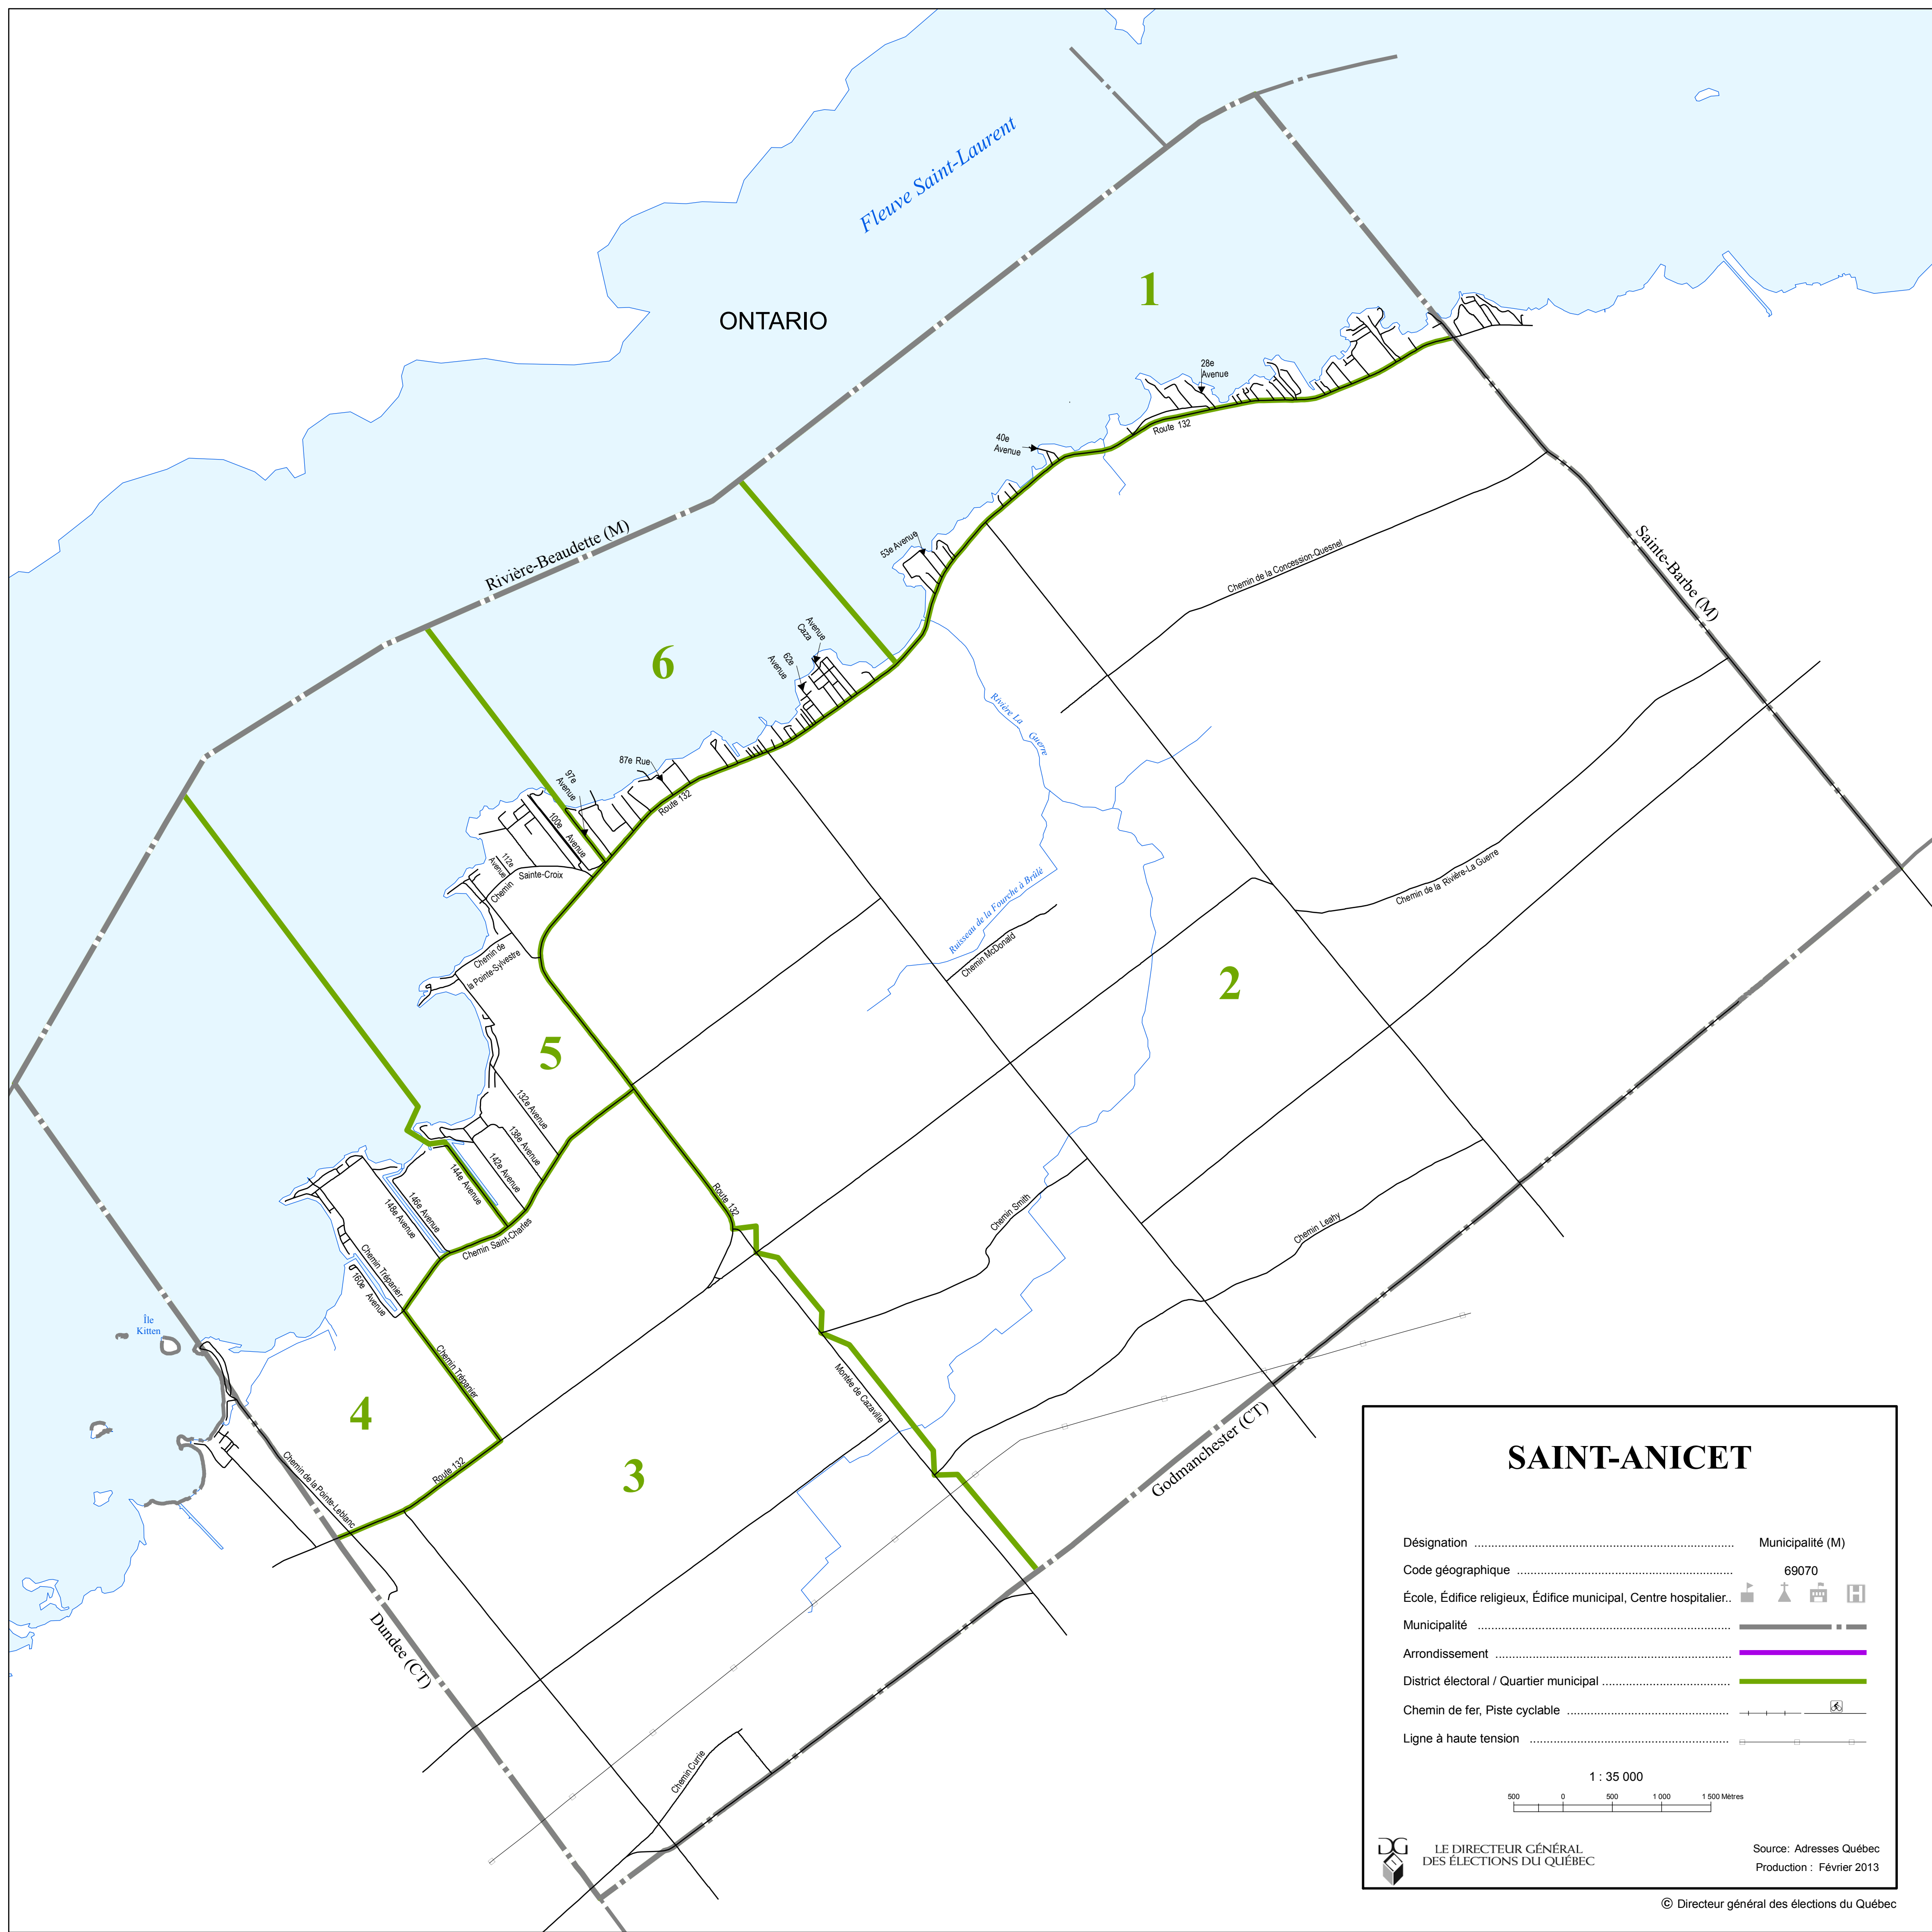 Fleuve Saint-Laurent
ONTARIO
1
28e
Avenue
Route 132
40e
Avenue
53e Avenue
Rivière-Beaudette (M)
Chemin de la Concession-Quesnel
Sainte-Barbe (M)
6
Avenue
Caza
62e
Avenue
Rivière La
Guerre
87e Rue
97e
Avenue
Route 132
100e
Avenue
112e
Avenue
Sainte-Croix
Chemin
Chemin de la Rivière-La Guerre
Ruisseau de la Fourche à Brûlé
Chemin McDonald
Chemin de
la Pointe-Sylvestre
2
5
132e Avenue
138e Avenue
142e Avenue
144e Avenue
146e Avenue
148e Avenue
Route 132
Chemin Saint-Charles
Chemin Smith
Chemin Leahy
Chemin Trépanier
160e Avenue
Île
Kitten
Chemin Trépanier
Montée de Cazaville
4
Chemin de la Pointe-Leblanc
Route 132
3
Godmanchester (CT)
Dundee (CT)
Chemin Currie
SAINT-ANICET
Désignation .......... Municipalité (M)
Code géographique .......... 69070
École, Édifice religieux, Édifice municipal, Centre hospitalier..
H
Municipalité ..........
Arrondissement ..........
District électoral / Quartier municipal ..........
Chemin de fer, Piste cyclable ..........
Ligne à haute tension ..........
1 : 35 000
500 0 500 1 000 1 500 Mètres
DG
LE DIRECTEUR GÉNÉRAL
DES ÉLECTIONS DU QUÉBEC
Source: Adresses Québec
Production : Février 2013
© Directeur général des élections du Québec